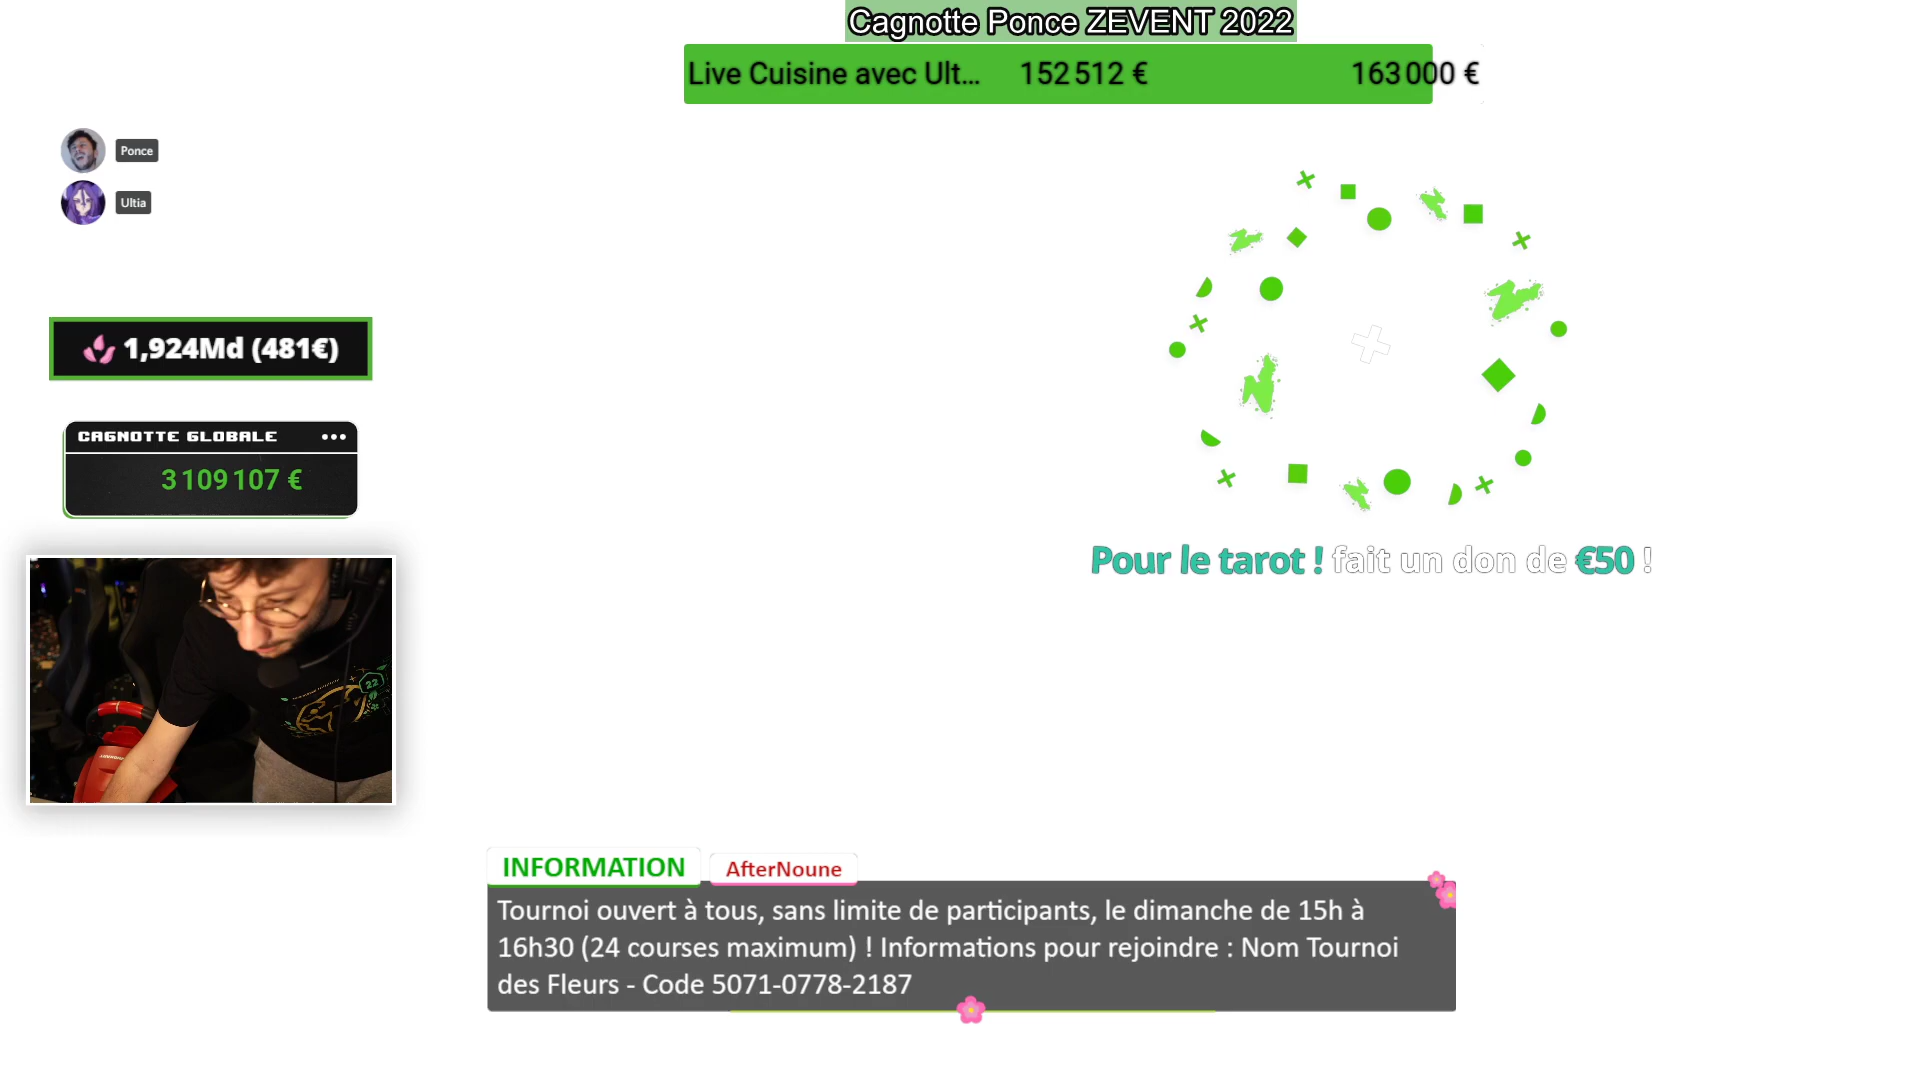 Cagnotte Ponce ZEVENT 2022
Live Cuisine avec Ult... 152 512 € 163 000 €
Ponce
Ultia
1,924Md (481€)
CAGNOTTE GLOBALE
3 109 107 €
22
Pour le tarot ! fait un don de €50 !
INFORMATION AfterNoune
Tournoi ouvert à tous, sans limite de participants, le dimanche de 15h à
16h30 (24 courses maximum) ! Informations pour rejoindre : Nom Tournoi
des Fleurs - Code 5071-0778-2187